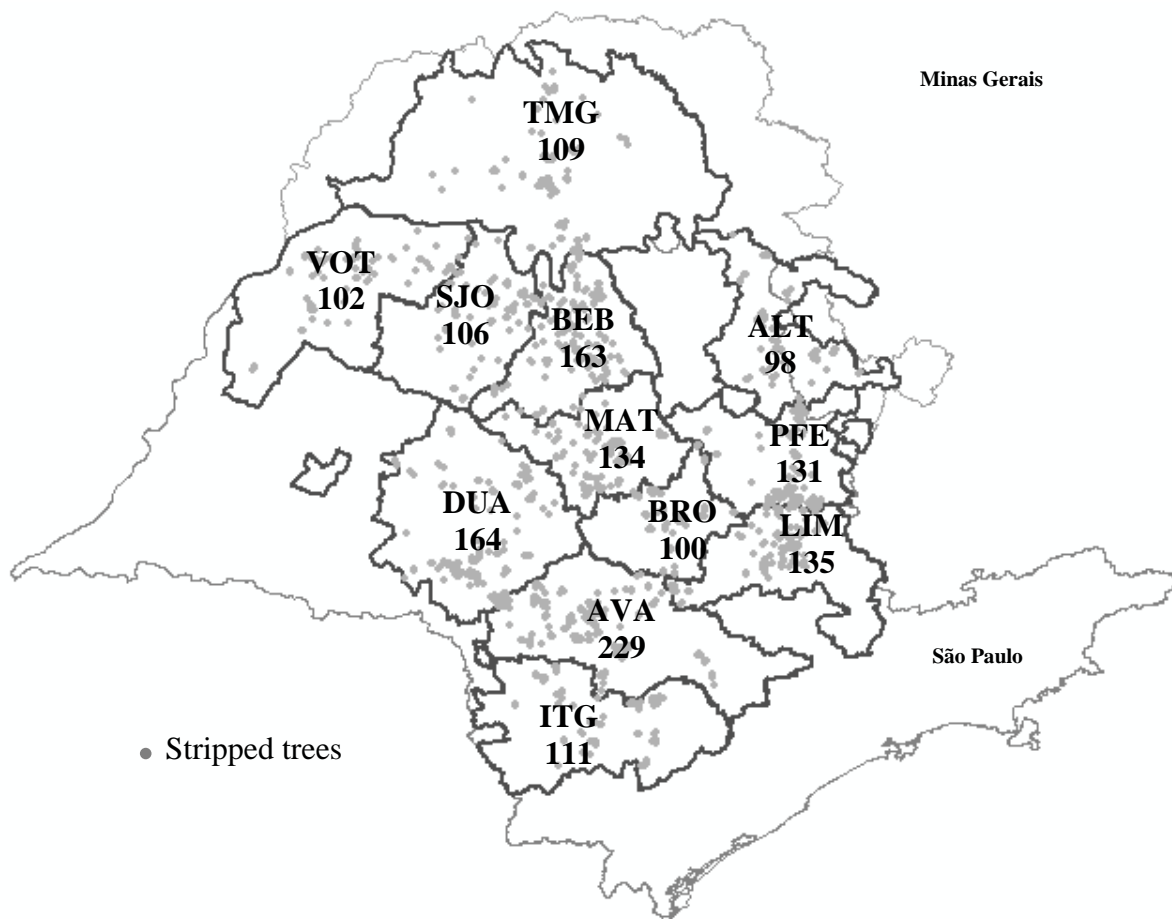 Minas Gerais
TMG
109
VOT
102
SJO
106
BEB
163
ALT
98
MAT
134
PFE
131
DUA
164
BRO
100
LIM
135
AVA
229
São Paulo
ITG
111
Stripped trees